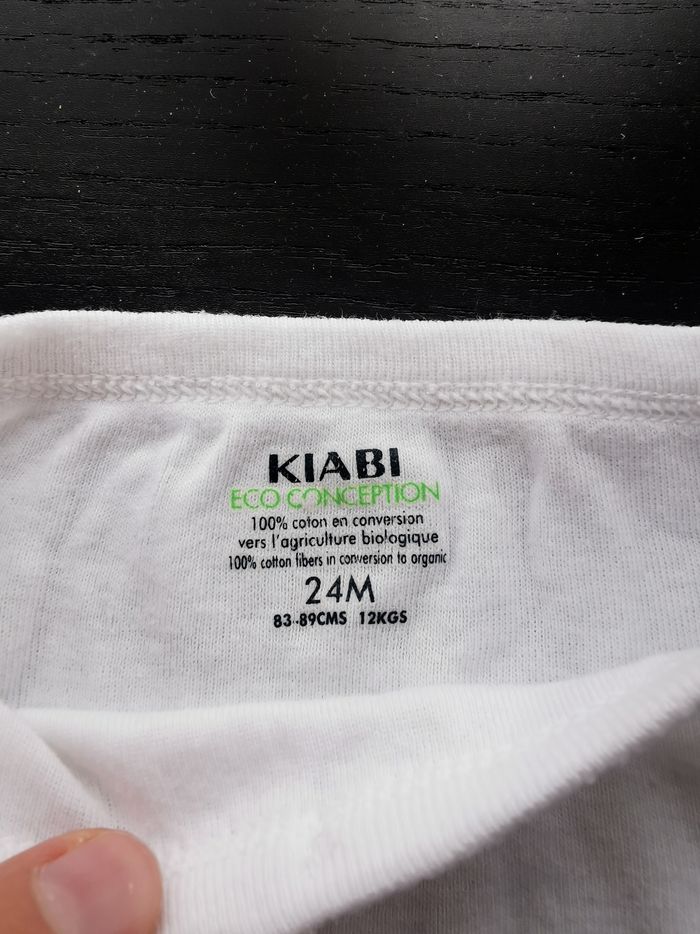 KIABI
ECO CONCEPTION
100% coton en conversion
vers l'agriculture biologique
100% cotton fibers in conversion to organic
24M
83-89CMS 12KGS